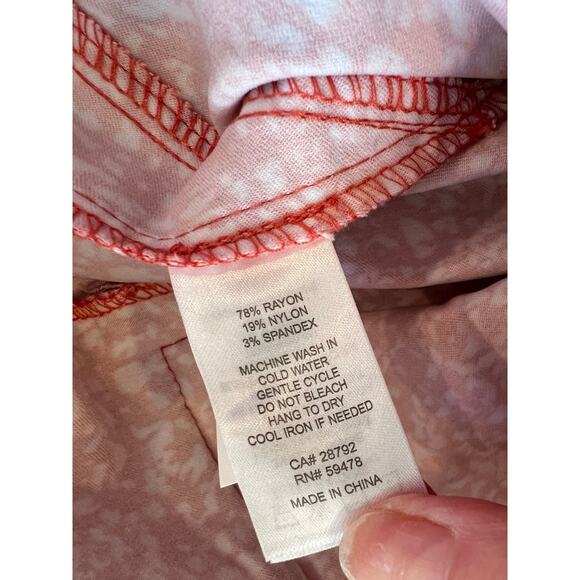 78% RAYON
19% NYLON
3% SPANDEX
MACHINE WASH IN
COLD WATER
GENTLE CYCLE
DO NOT BLEACH
HANG TO DRY
COOL IRON IF NEEDED
CA# 28792
RN# 59478
MADE IN CHINA